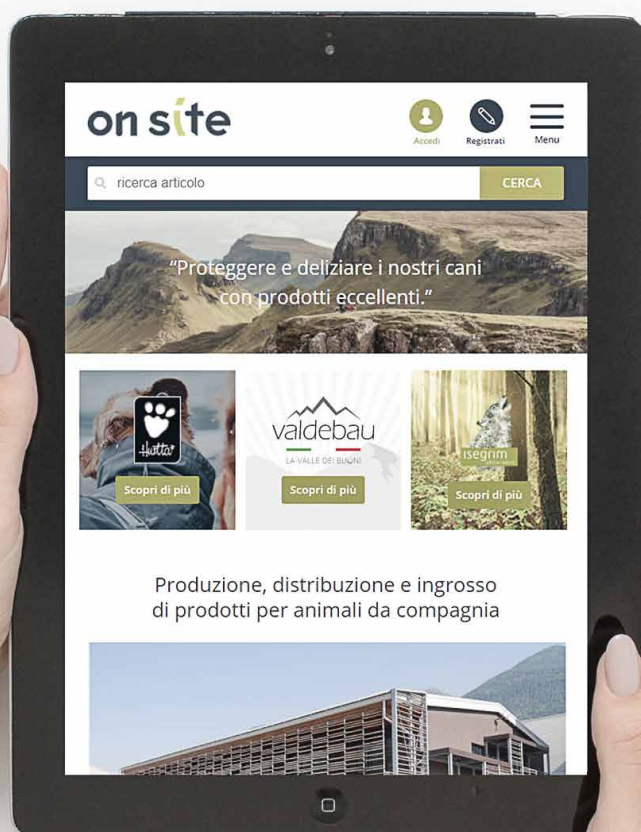 on site
Accedi
Registrati
Menu
ricerca articolo
CERCA
“Proteggere e deliziare i nostri cani
con prodotti eccellenti.”
Hurtta
valdebau
LA VALLE DEI BUONI
isegrim
Scopri di più
Scopri di più
Scopri di più
Produzione, distribuzione e ingrosso
di prodotti per animali da compagnia